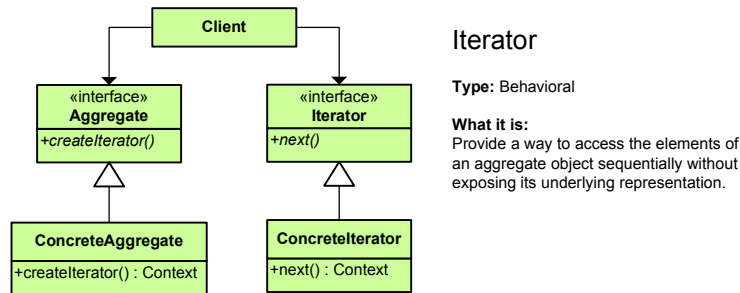 Client
«interface»
Aggregate
+createIterator()
«interface»
Iterator
+next()
ConcreteAggregate
+createIterator() : Context
ConcreteIterator
+next() : Context
Iterator
Type: Behavioral
What it is:
Provide a way to access the elements of
an aggregate object sequentially without
exposing its underlying representation.